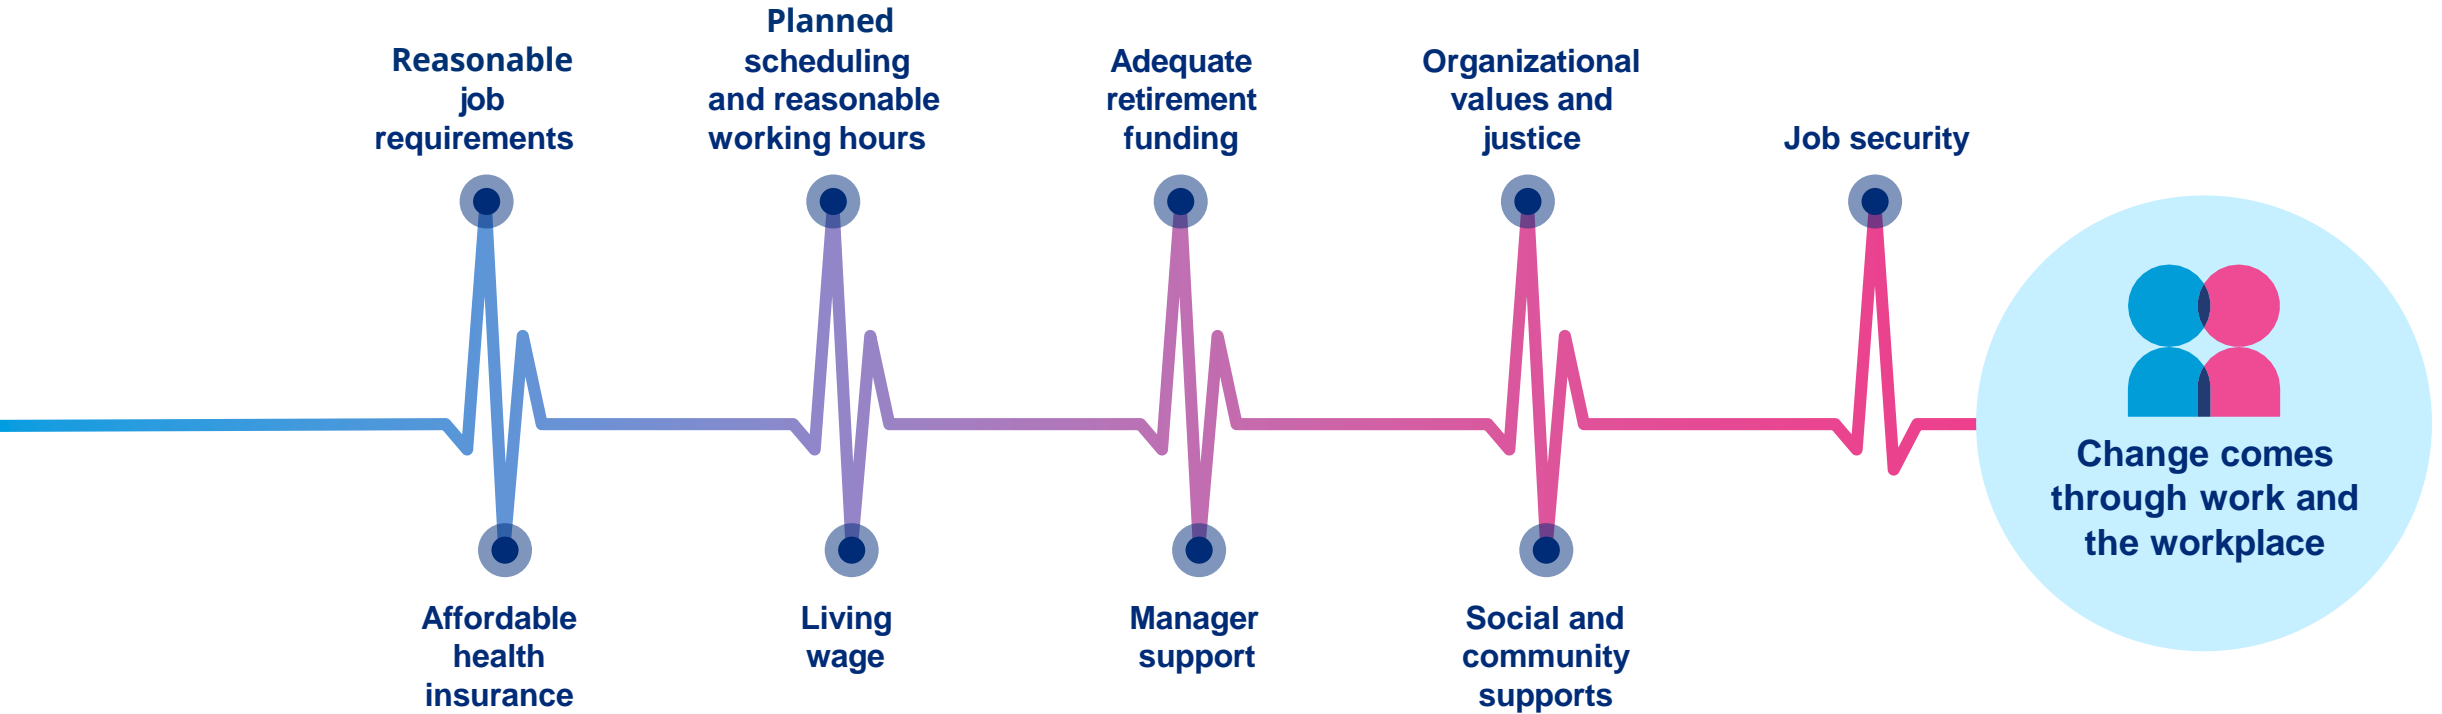 Reasonable
job
requirements
Planned
scheduling
and reasonable
working hours
Adequate
retirement
funding
Organizational
values and
justice
Job security
Affordable
health
insurance
Living
wage
Manager
support
Social and
community
supports
Change comes
through work and
the workplace